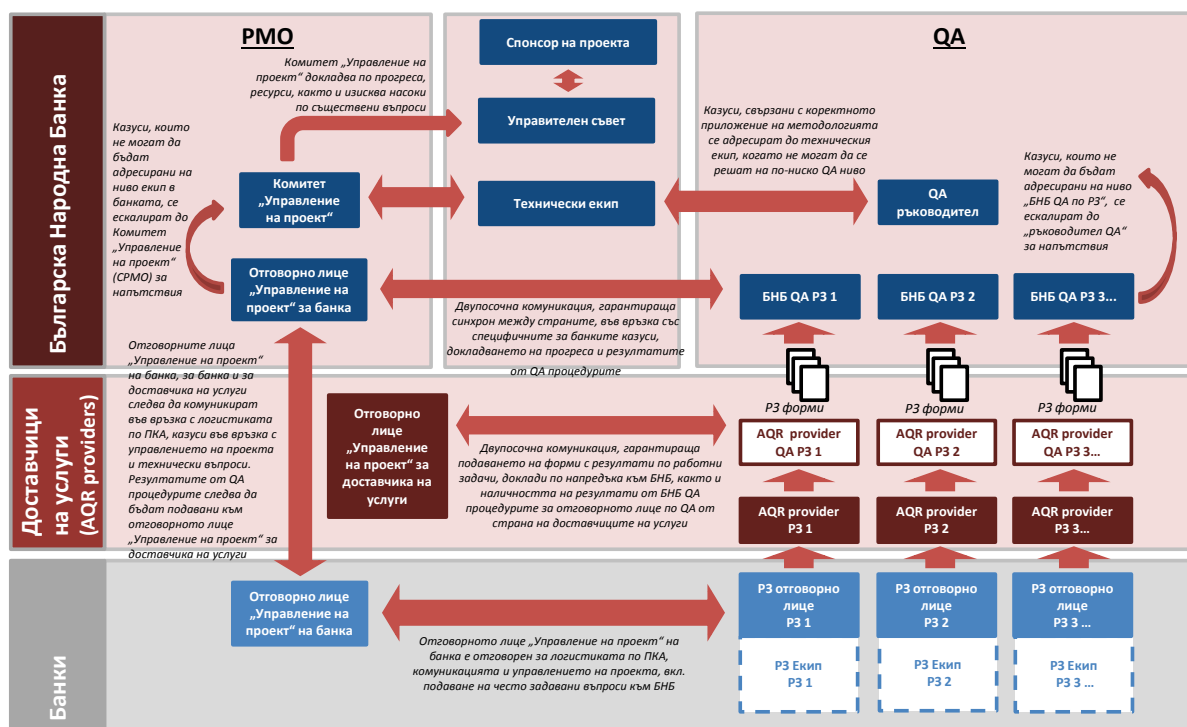 PMO
QA
Българска Народна Банка
Спонсор на проекта
Управителен съвет
Технически екип
Комитет „Управление на
проект“ докладва по прогреса,
ресурси, както и изисква насоки
по съществени въпроси
Казуси, които
не могат да
бъдат
адресирани на
ниво екип в
банката, се
ескалират до
Комитет
„Управление
на проект“
(СРМО) за
напътствия
Комитет
„Управление
на проект“
Отговорно лице
„Управление на
проект“ за банка
Казуси, свързани с коректното
приложение на методологията
се адресират до техническия
екип, когато не могат да се
решат на по-ниско QA ниво
QA
ръководител
Казуси, които не
могат да бъдат
адресирани на ниво
„БНБ QA по РЗ“, се
ескалират до
„ръководител QA“
за напътствия
БНБ QA РЗ 1
БНБ QA РЗ 2
БНБ QA РЗ 3...
Двупосочна комуникация, гарантираща
синхрон между страните, във връзка със
специфичните за банките казуси,
докладването на прогреса и резултатите
от QA процедурите
Отговорните лица
„Управление на проект“ на
банка, за банка и за
доставчика на услуги
следва да комуникират
във връзка с логистиката
по ПКА, казуси във връзка с
управлението на проекта
и технически въпроси.
Резултатите от QA
процедурите следва да
бъдат подавани към
отговорното лице
„Управление на проект“ за
доставчика на услуги
Доставчици
на услуги
(AQR providers)
Отговорно
лице
„Управление
на проект“ за
доставчика на
услуги
Двупосочна комуникация, гарантираща
подаването на форми с резултати по работни
задачи, доклади по напредъка към БНБ, както и
наличността на резултати от БНБ QA
процедурите за отговорното лице по QA от
страна на доставчиците на услуги
РЗ форми
РЗ форми
РЗ форми
AQR provider
QA РЗ 1
AQR provider
QA РЗ 2
AQR provider
QA РЗ 3...
AQR provider
РЗ 1
AQR provider
РЗ 2
AQR provider
РЗ 3...
Банки
Отговорно лице
„Управление на
проект“ на банка
Отговорното лице „Управление на проект“ на
банка е отговорен за логистиката по ПКА,
комуникацията и управлението на проекта, вкл.
подаване на често задавани въпроси към БНБ
РЗ отговорно
лице
РЗ 1
РЗ отговорно
лице
РЗ 2
РЗ отговорно
лице
РЗ 3 ...
РЗ Екип
РЗ 1
РЗ Екип
РЗ 2
РЗ Екип
РЗ 3 ...